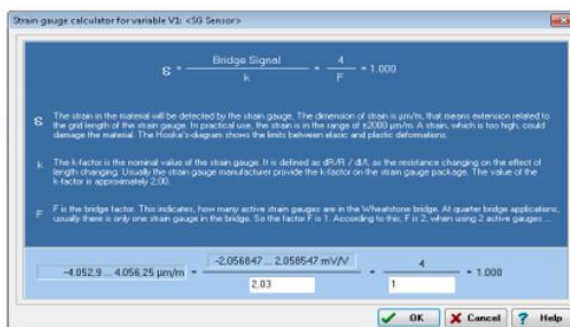 Strain gauge calculator for variable V1: <SG Sensor>
ε = Bridge Signal / k = 4 / F = 1.000
ε The strain in the material will be detected by the strain gauge. The dimension of strain is µm/m, that means extension related to
the grid length of the strain gauge. In practical use, the strain is in the range of ±2000 µm/m. A strain, which is too high, could
damage the material. The Hooke's-diagram shows the limits between elastic and plastic deformations.
k The k-factor is the nominal value of the strain gauge. It is defined as dR/R / dl/l, as the resistance changing on the effect of
length changing. Usually the strain gauge manufacturer provide the k-factor on the strain gauge package. The value of the
k-factor is approximately 2,00.
F F is the bridge factor. This indicates, how many active strain gauges are in the Wheatstone bridge. At quarter bridge applications,
usually there is only one strain gauge in the bridge. So the factor F is 1. According to this, F is 2, when using 2 active gauges ...
-4.052,9 ... 4.056,25 µm/m = -2,056847 ... 2,058547 mV/V / 2,03 = 4 / 1 = 1.000
OK Cancel ? Help